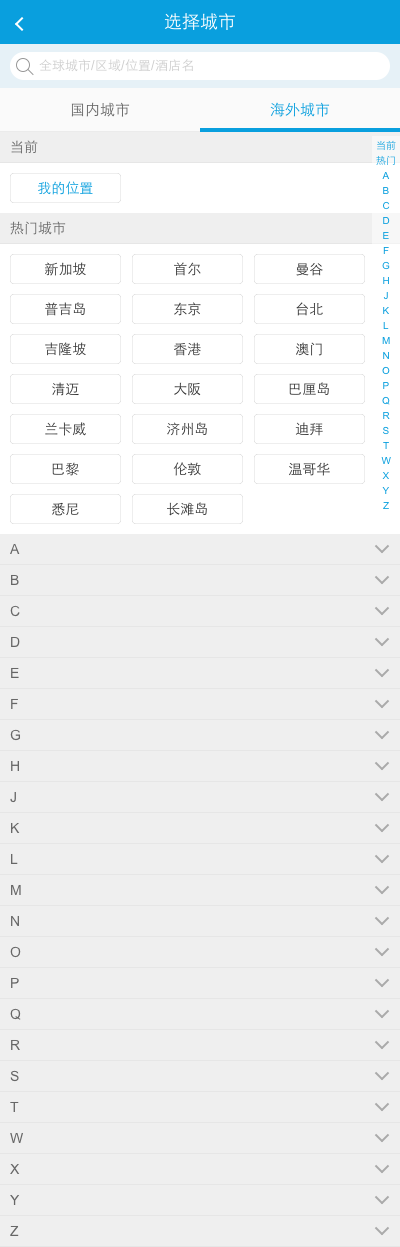 选择城市
全球城市/区域/位置/酒店名
国内城市 海外城市
当前
我的位置
热门城市
新加坡 首尔 曼谷
普吉岛 东京 台北
吉隆坡 香港 澳门
清迈 大阪 巴厘岛
兰卡威 济州岛 迪拜
巴黎 伦敦 温哥华
悉尼 长滩岛
当前
热门
A
B
C
D
E
F
G
H
J
K
L
M
N
O
P
Q
R
S
T
W
X
Y
Z
A
B
C
D
E
F
G
H
J
K
L
M
N
O
P
Q
R
S
T
W
X
Y
Z